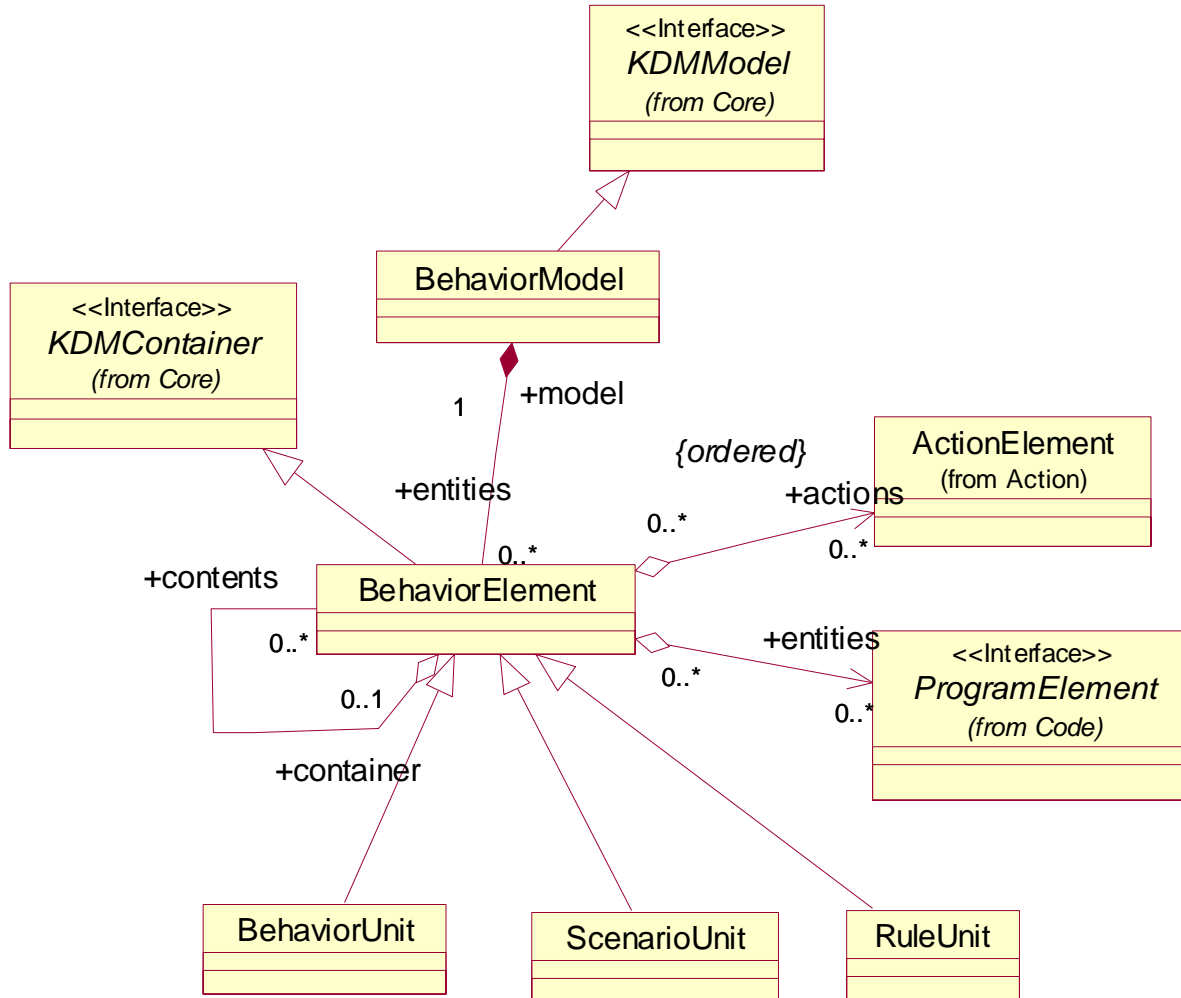 <<Interface>>
KDMModel
(from Core)
BehaviorModel
<<Interface>>
KDMContainer
(from Core)
1
+model
{ordered}
ActionElement
(from Action)
+entities
+actions
0..*
0..*
0..*
+contents
BehaviorElement
0..*
+entities
0..*
<<Interface>>
ProgramElement
(from Code)
0..1
0..*
+container
BehaviorUnit
ScenarioUnit
RuleUnit